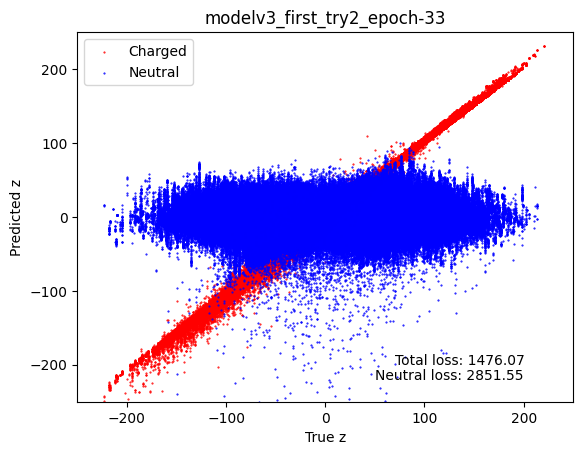 modelv3_first_try2_epoch-33
Charged
Neutral
200
100
0
−100
−200
Predicted z
Total loss: 1476.07
Neutral loss: 2851.55
−200
−100
0
100
200
True z